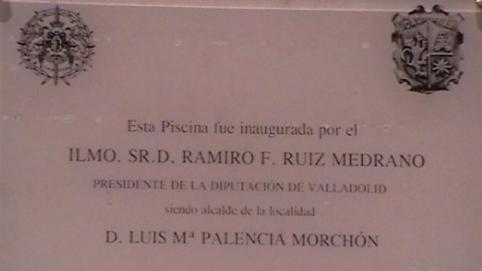 Esta Piscina fue inaugurada por el
ILMO. SR.D. RAMIRO F. RUIZ MEDRANO
PRESIDENTE DE LA DIPUTACIÓN DE VALLADOLID
siendo alcalde de la localidad
D. LUIS Mª PALENCIA MORCHÓN